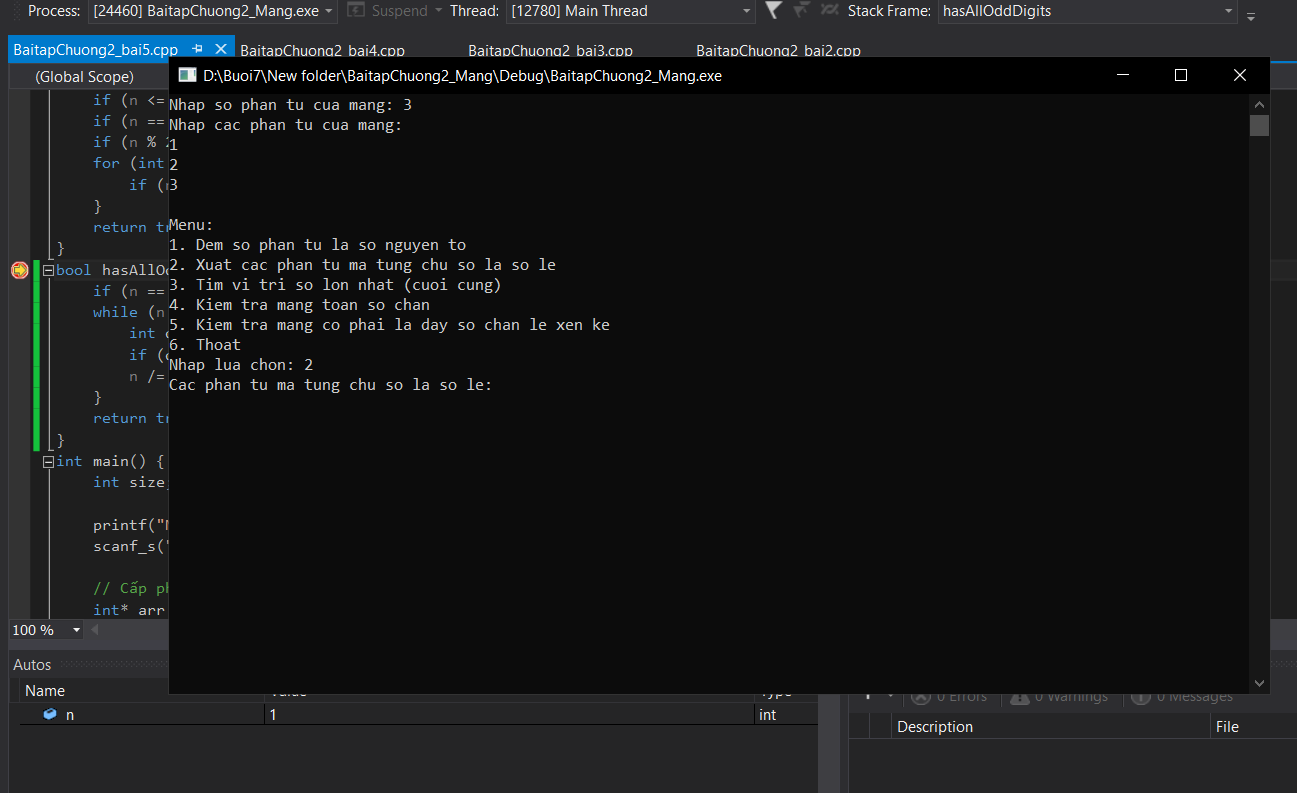 Process: [24460] BaitapChuong2_Mang.exe Suspend Thread: [12780] Main Thread Stack Frame: hasAllOddDigits
BaitapChuong2_bai5.cpp BaitapChuong2_bai4.cpp BaitapChuong2_bai3.cpp BaitapChuong2_bai2.cpp
(Global Scope)
D:\Buoi7\New folder\BaitapChuong2_Mang\Debug\BaitapChuong2_Mang.exe
if (n <=
if (n ==
if (n %
for (int
if (
}
return
}
bool hasAllO
if (n ==
while (n
int
if (
n /=
}
return
}
int main() {
int size;
printf("
scanf_s(
// Cấp
int* arr
Nhap so phan tu cua mang: 3
Nhap cac phan tu cua mang:
1
2
3
Menu:
1. Dem so phan tu la so nguyen to
2. Xuat cac phan tu ma tung chu so la so le
3. Tim vi tri so lon nhat (cuoi cung)
4. Kiem tra mang toan so chan
5. Kiem tra mang co phai la day so chan le xen ke
6. Thoat
Nhap lua chon: 2
Cac phan tu ma tung chu so la so le:
100 %
Autos
Name Value Type
n 1 int
0 Errors 0 Warnings 0 Messages
Description File